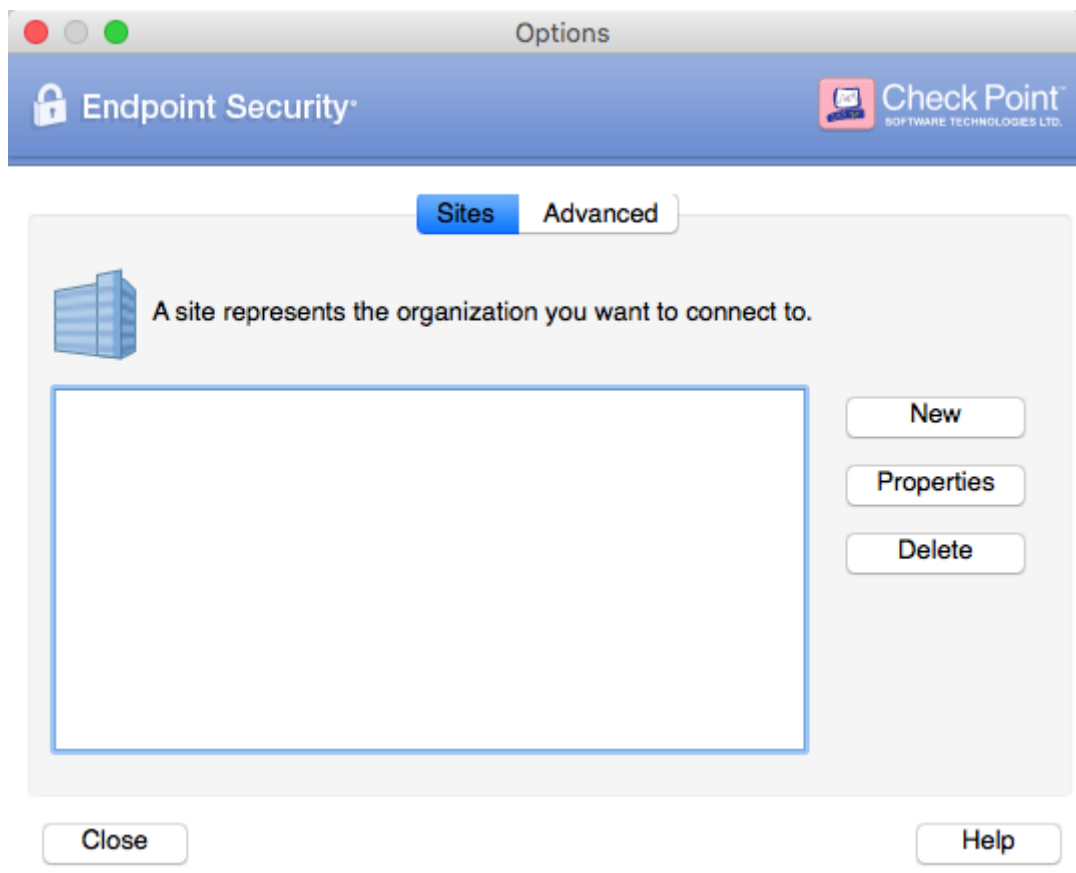 Options
Endpoint Security
Check Point™
SOFTWARE TECHNOLOGIES LTD.
Sites
Advanced
A site represents the organization you want to connect to.
New
Properties
Delete
Close
Help